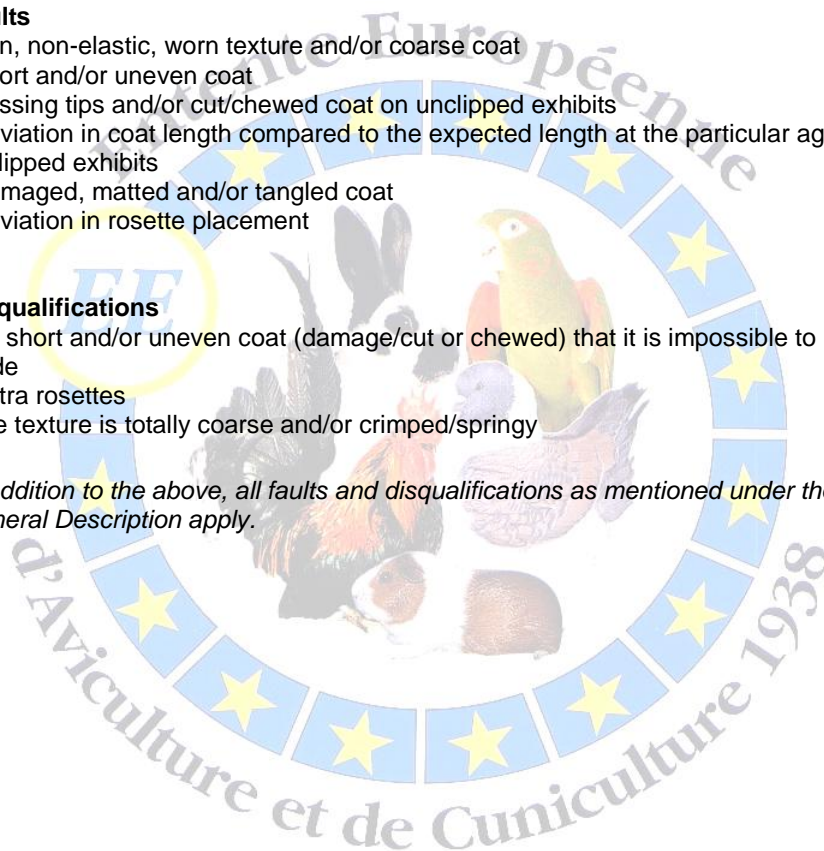 lts
n, non-elastic, worn texture and/or coarse coat
ort and/or uneven coat
ssing tips and/or cut/chewed coat on unclipped exhibits
viation in coat length compared to the expected length at the particular ag
lipped exhibits
maged, matted and/or tangled coat
viation in rosette placement
qualifications
short and/or uneven coat (damage/cut or chewed) that it is impossible to
de
tra rosettes
e texture is totally coarse and/or crimped/springy
ddition to the above, all faults and disqualifications as mentioned under the
neral Description apply.
Entente Européenne
EE
d'Aviculture et de Cuniculture 1938